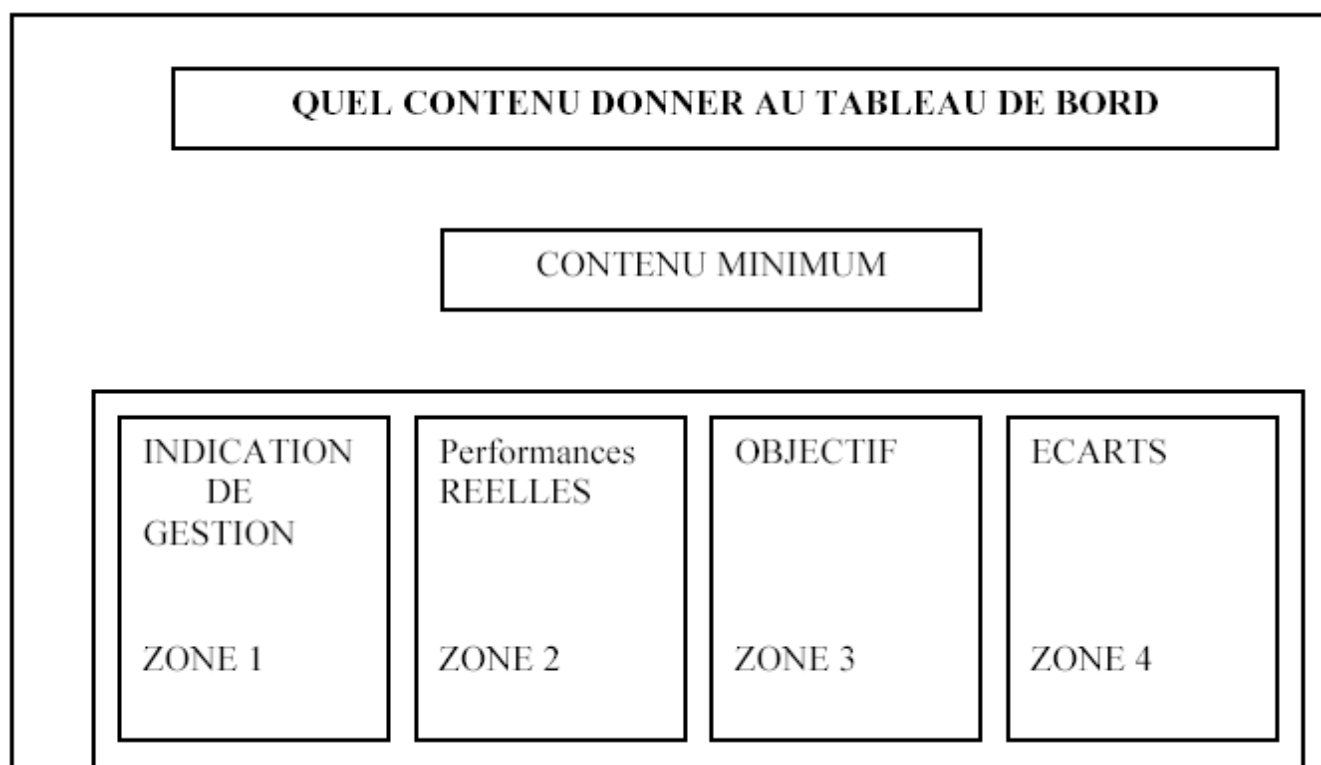 QUEL CONTENU DONNER AU TABLEAU DE BORD
CONTENU MINIMUM
INDICATION
DE
GESTION
ZONE 1
Performances
REELLES
ZONE 2
OBJECTIF
ZONE 3
ECARTS
ZONE 4